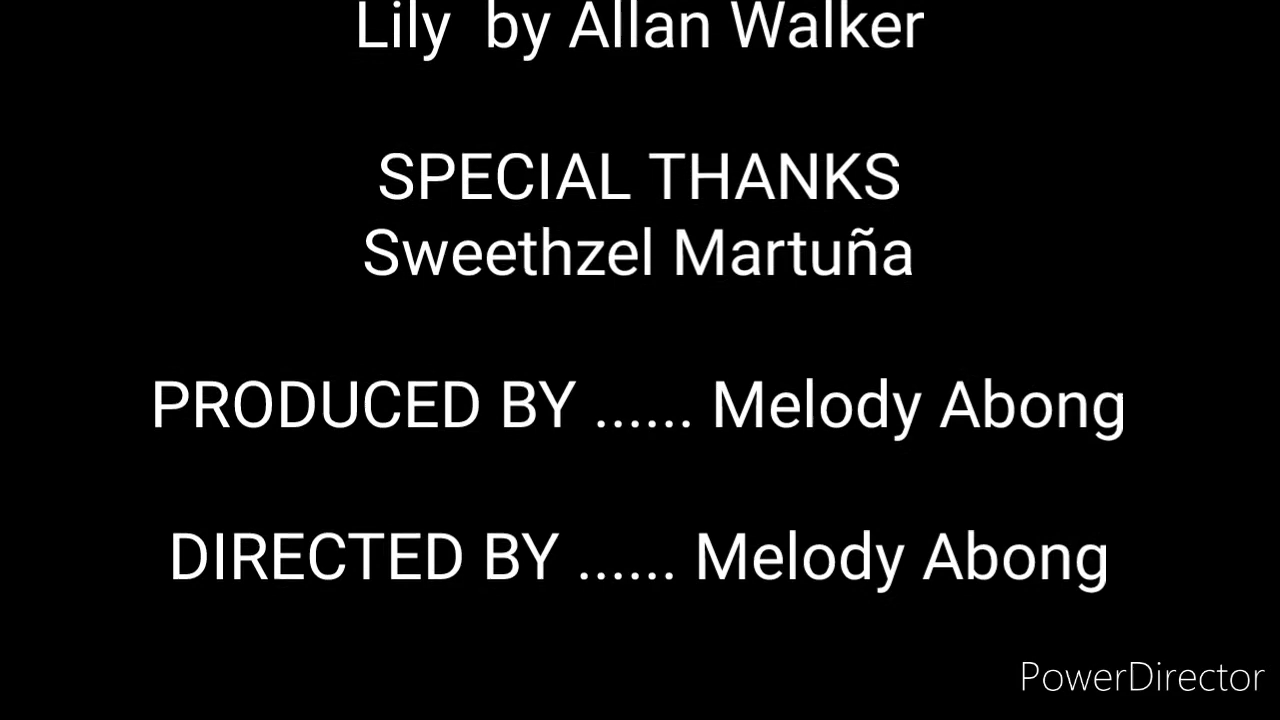 Lily  by Allan Walker
SPECIAL THANKS
Sweethzel Martuña
PRODUCED BY ...... Melody Abong
DIRECTED BY ...... Melody Abong
PowerDirector